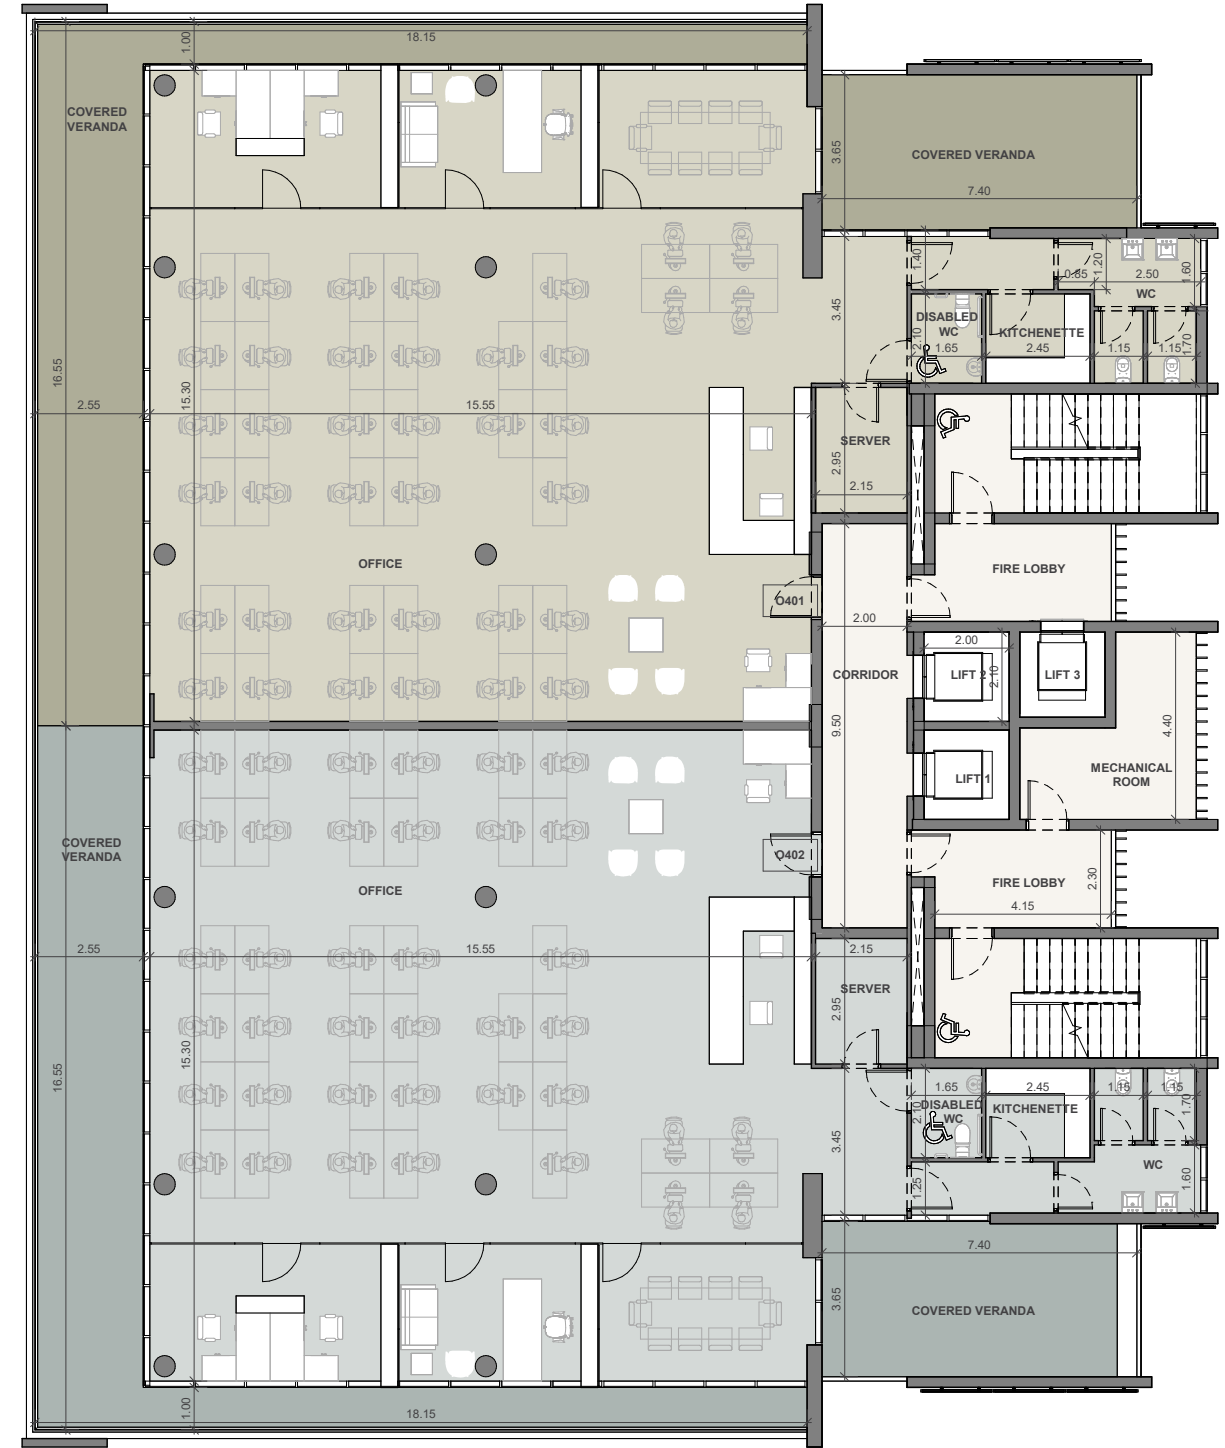 18.15
1.00
COVERED
VERANDA
3.65
COVERED VERANDA
7.40
1.40
1.20
0.85
2.50
1.60
WC
3.45
DISABLED
WC
2.10
1.65
KITCHENETTE
2.45
1.15
1.15
1.70
16.55
15.30
2.55
15.55
SERVER
2.95
2.15
OFFICE
FIRE LOBBY
O401
2.00
2.00
CORRIDOR
LIFT 2
2.10
LIFT 3
9.50
4.40
LIFT 1
MECHANICAL
ROOM
COVERED
VERANDA
O402
OFFICE
FIRE LOBBY
2.30
4.15
2.55
15.55
2.15
SERVER
2.95
16.55
15.30
1.65
2.45
1.15
1.15
1.70
2.10
DISABLED
WC
KITCHENETTE
3.45
WC
1.25
1.60
7.40
3.65
COVERED VERANDA
1.00
18.15